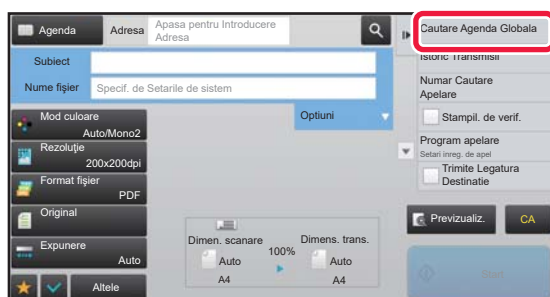 Agenda
Adresa
Apasa pentru Introducere
Adresa
Cautare Agenda Globala
Subiect
Istoric Transmisii
Nume fișier
Specif. de Setarile de sistem
Numar Cautare
Apelare
Mod culoare
Auto/Mono2
Optiuni
Stampil. de verif.
Rezoluție
200x200dpi
Program apelare
Setari inreg. de apel
Format fișier
PDF
Trimite Legatura
Destinatie
Original
Previzualiz.
CA
Expunere
Auto
Dimen. scanare
100%
Dimens. trans.
Auto
A4
Auto
A4
Altele
Start